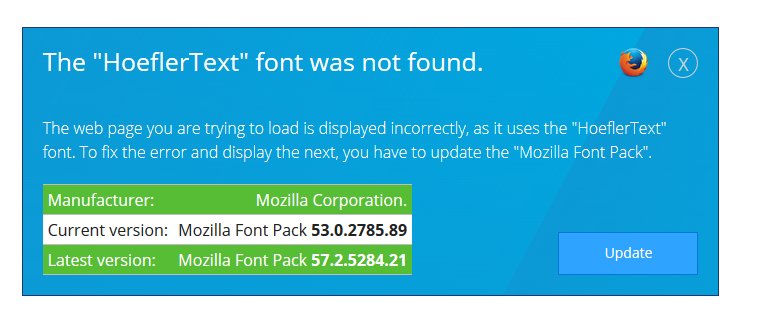 The "HoeflerText" font was not found.
X
The web page you are trying to load is displayed incorrectly, as it uses the "HoeflerText"
font. To fix the error and display the next, you have to update the "Mozilla Font Pack".
Manufacturer: Mozilla Corporation.
Current version: Mozilla Font Pack 53.0.2785.89
Latest version: Mozilla Font Pack 57.2.5284.21
Update